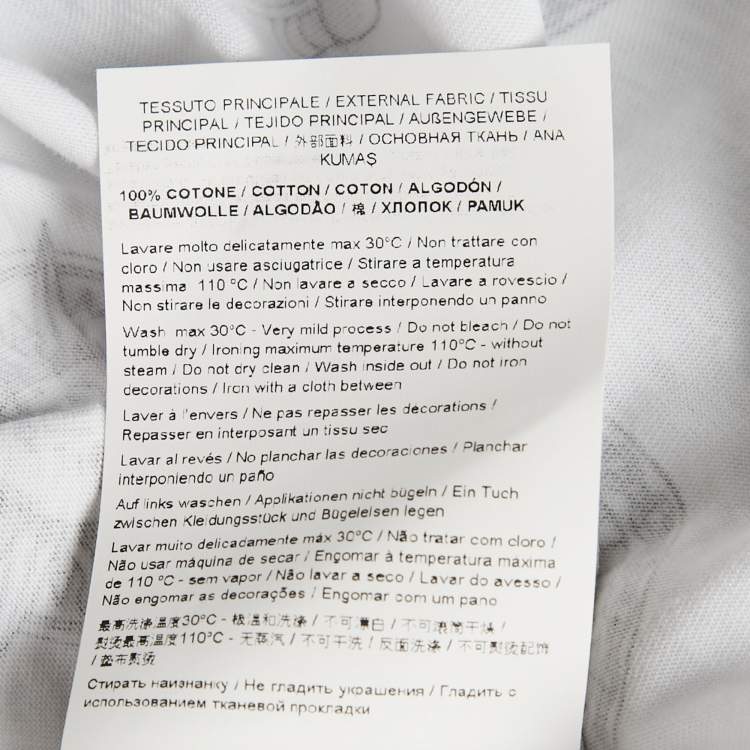 TESSUTO PRINCIPALE / EXTERNAL FABRIC / TISSU
PRINCIPAL / TEJIDO PRINCIPAL / AUßENGEWEBE /
TECIDO PRINCIPAL / 外部面料 / ОСНОВНАЯ ТКАНЬ / ANA
KUMAŞ
100% COTONE / COTTON / COTON / ALGODÓN /
BAUMWOLLE / ALGODÃO / 棉 / ХЛОПОК / PAMUK
Lavare molto delicatamente max 30°C / Non trattare con
cloro / Non usare asciugatrice / Stirare a temperatura
massima 110 °C / Non lavare a secco / Lavare a rovescio /
Non stirare le decorazioni / Stirare interponendo un panno
Wash max 30°C - Very mild process / Do not bleach / Do not
tumble dry / Ironing maximum temperature 110°C - without
steam / Do not dry clean / Wash inside out / Do not iron
decorations / Iron with a cloth between
Laver à l'envers / Ne pas repasser les décorations /
Repasser en interposant un tissu sec
Lavar al revés / No planchar las decoraciones / Planchar
interponiendo un paño
Auf links waschen / Applikationen nicht bügeln / Ein Tuch
zwischen Kleidungsstück und Bügeleisen legen
Lavar muito delicadamente máx 30°C / Não tratar com cloro /
Não usar máquina de secar / Engomar à temperatura máxima
de 110 °C - sem vapor / Não lavar a seco / Lavar do avesso /
Não engomar as decorações / Engomar com um pano
最高洗涤温度30°C - 极温和洗涤 / 不可漂白 / 不可滚筒干燥 /
熨烫最高温度110°C - 无蒸汽 / 不可干洗 / 反面洗涤 / 不可熨烫配饰
/ 垫布熨烫
Стирать наизнанку / Не гладить украшения / Гладить с
использованием тканевой прокладки